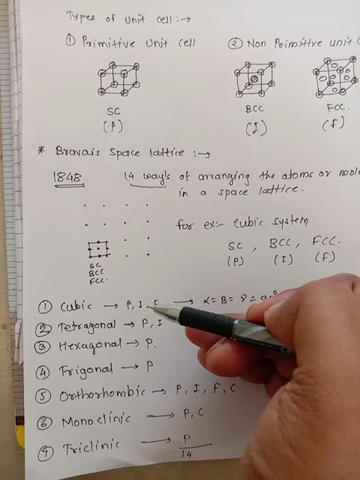 Types of unit cell :→
① Primitive Unit cell ② Non Primitive unit
SC BCC FCC
(P) (I) (F)
* Bravais Space lattice :→
1848 14 way's of arranging the atoms or
in a space lattice.
for ex:- Cubic System
SC , BCC , FCC.
(P) (I) (F)
SC
BCC
FCC
① Cubic → P, I, F → α = β = γ = 90°
② Tetragonal → P, I
③ Hexagonal → P.
④ Trigonal → P
⑤ Orthorhombic → P, I, F, C.
⑥ Monoclinic → P, C
⑦ Triclinic → P
14